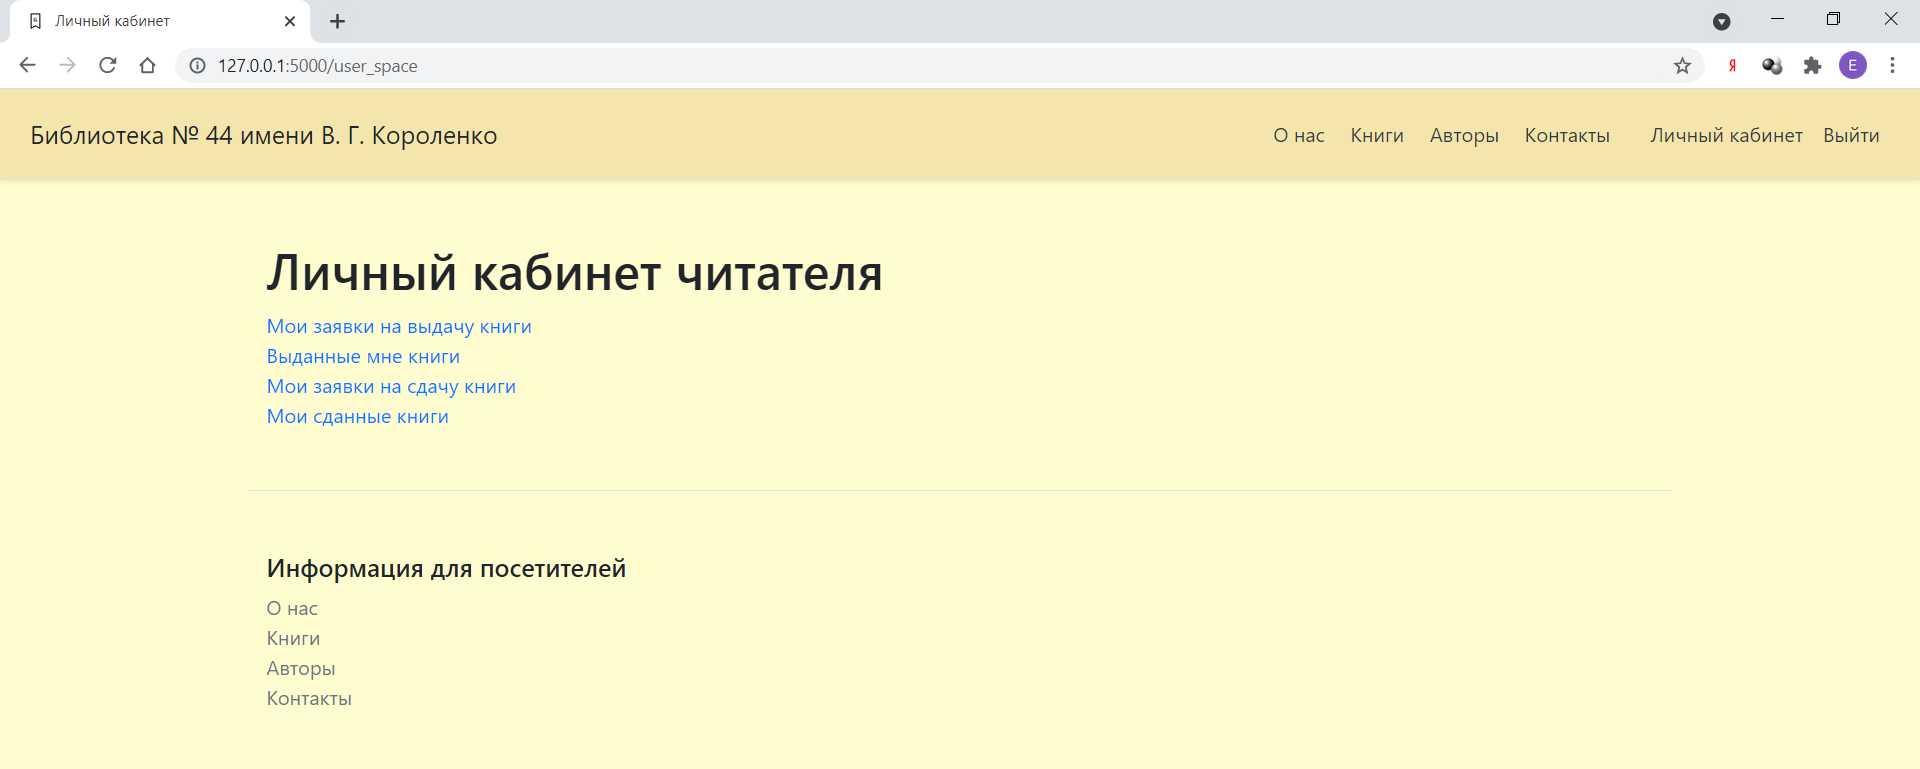 Личный кабинет
127.0.0.1:5000/user_space
Я
E
Библиотека № 44 имени В. Г. Короленко
О нас Книги Авторы Контакты Личный кабинет Выйти
Личный кабинет читателя
Мои заявки на выдачу книги
Выданные мне книги
Мои заявки на сдачу книги
Мои сданные книги
Информация для посетителей
О нас
Книги
Авторы
Контакты